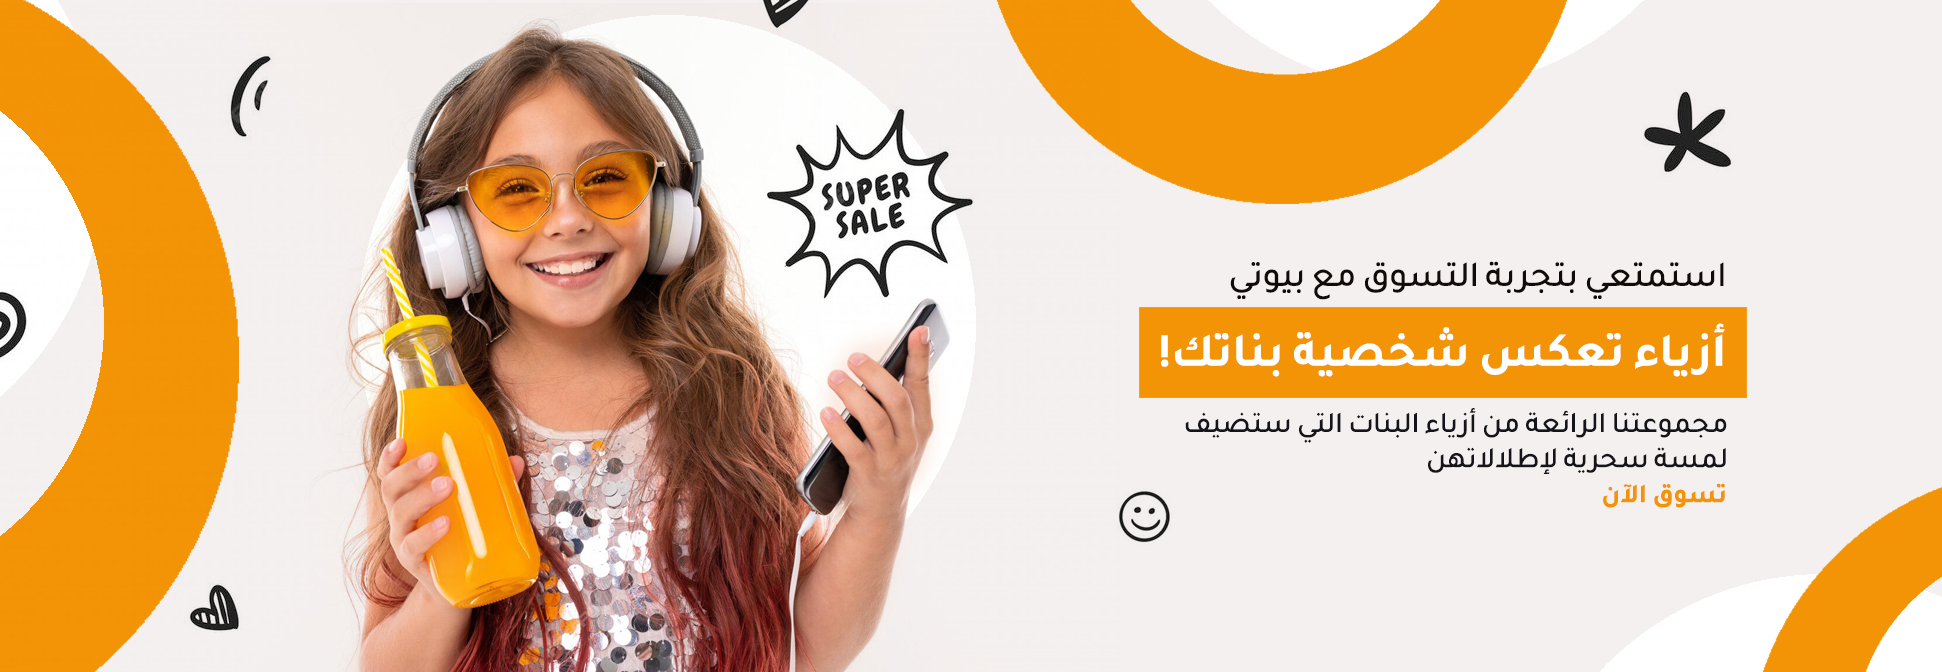 SUPER
SALE
استمتعي بتجربة التسوق مع بيوتي
أزياء تعكس شخصية بناتك!
مجموعتنا الرائعة من أزياء البنات التي ستضيف
لمسة سحرية لإطلالاتهن
تسوق الآن